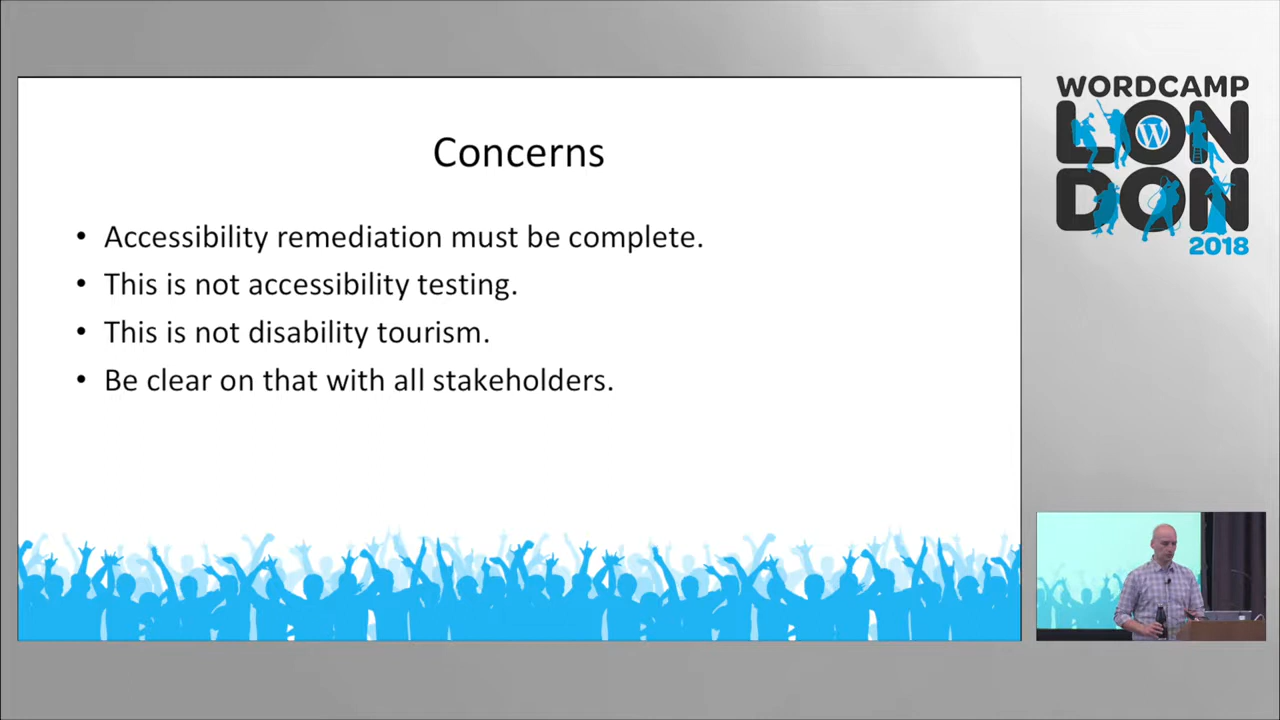 Concerns
• Accessibility remediation must be complete.
• This is not accessibility testing.
• This is not disability tourism.
• Be clear on that with all stakeholders.
WORDCAMP
LON
DON
2018